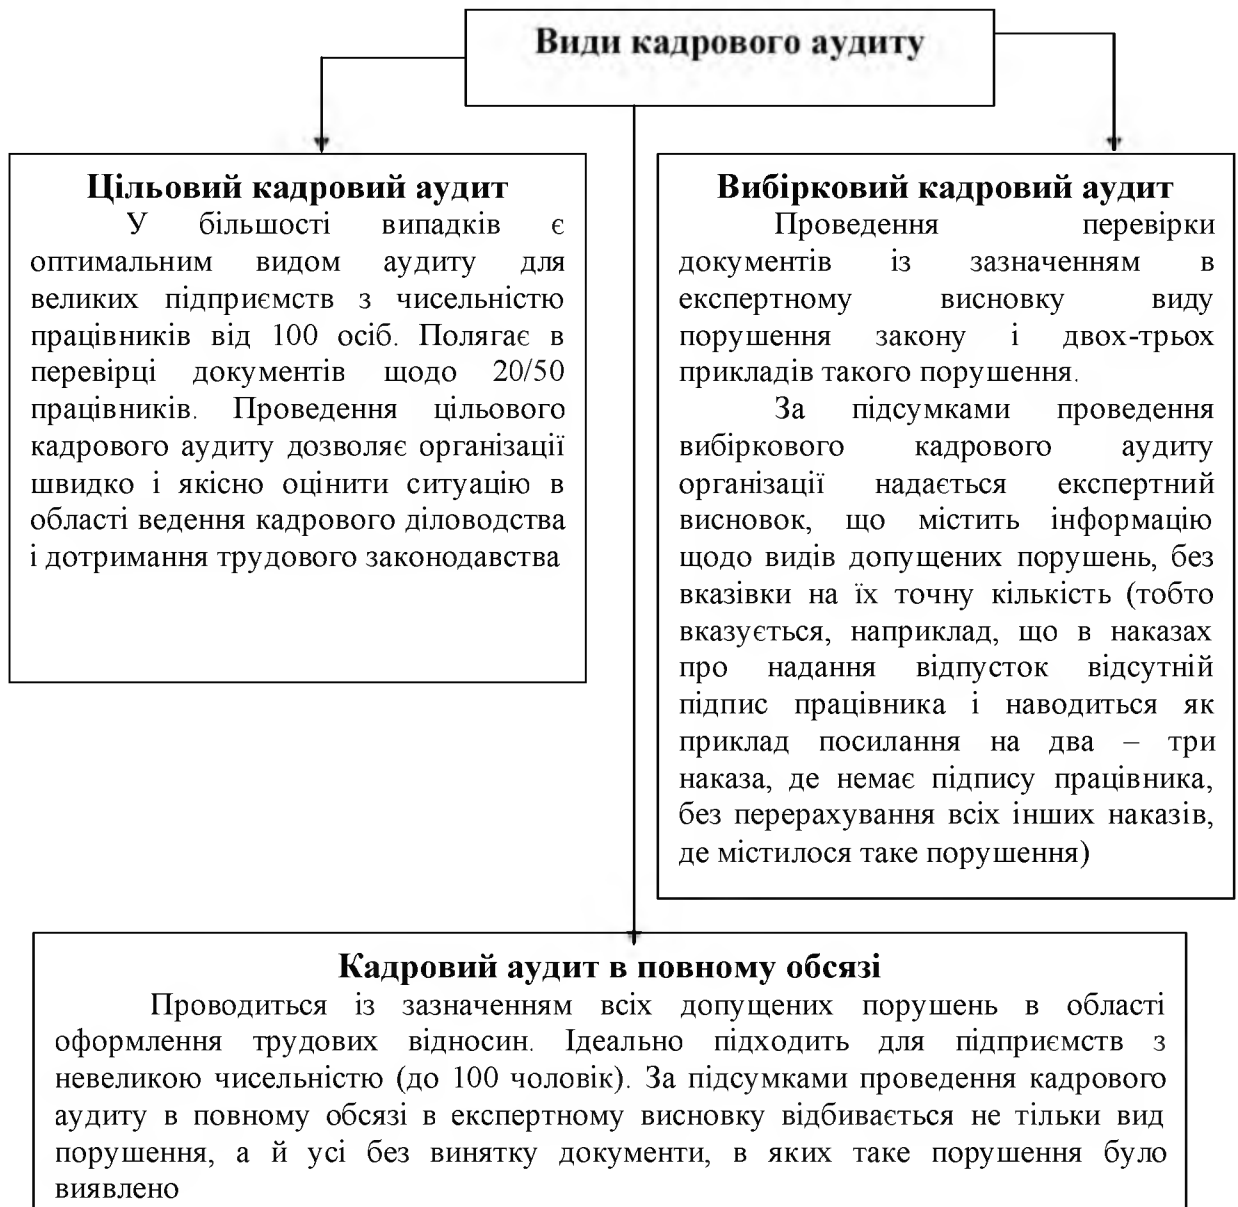 Види кадрового аудиту
Цільовий кадровий аудит
У більшості випадків є
оптимальним видом аудиту для
великих підприємств з чисельністю
працівників від 100 осіб. Полягає в
перевірці документів щодо 20/50
працівників. Проведення цільового
кадрового аудиту дозволяє організації
швидко і якісно оцінити ситуацію в
області ведення кадрового діловодства
і дотримання трудового законодавства
Вибірковий кадровий аудит
Проведення перевірки
документів із зазначенням в
експертному висновку виду
порушення закону і двох-трьох
прикладів такого порушення.
За підсумками проведення
вибіркового кадрового аудиту
організації надається експертний
висновок, що містить інформацію
щодо видів допущених порушень, без
вказівки на їх точну кількість (тобто
вказується, наприклад, що в наказах
про надання відпусток відсутній
підпис працівника і наводиться як
приклад посилання на два – три
наказа, де немає підпису працівника,
без перерахування всіх інших наказів,
де містилося таке порушення)
Кадровий аудит в повному обсязі
Проводиться із зазначенням всіх допущених порушень в області
оформлення трудових відносин. Ідеально підходить для підприємств з
невеликою чисельністю (до 100 чоловік). За підсумками проведення кадрового
аудиту в повному обсязі в експертному висновку відбивається не тільки вид
порушення, а й усі без винятку документи, в яких таке порушення було
виявлено